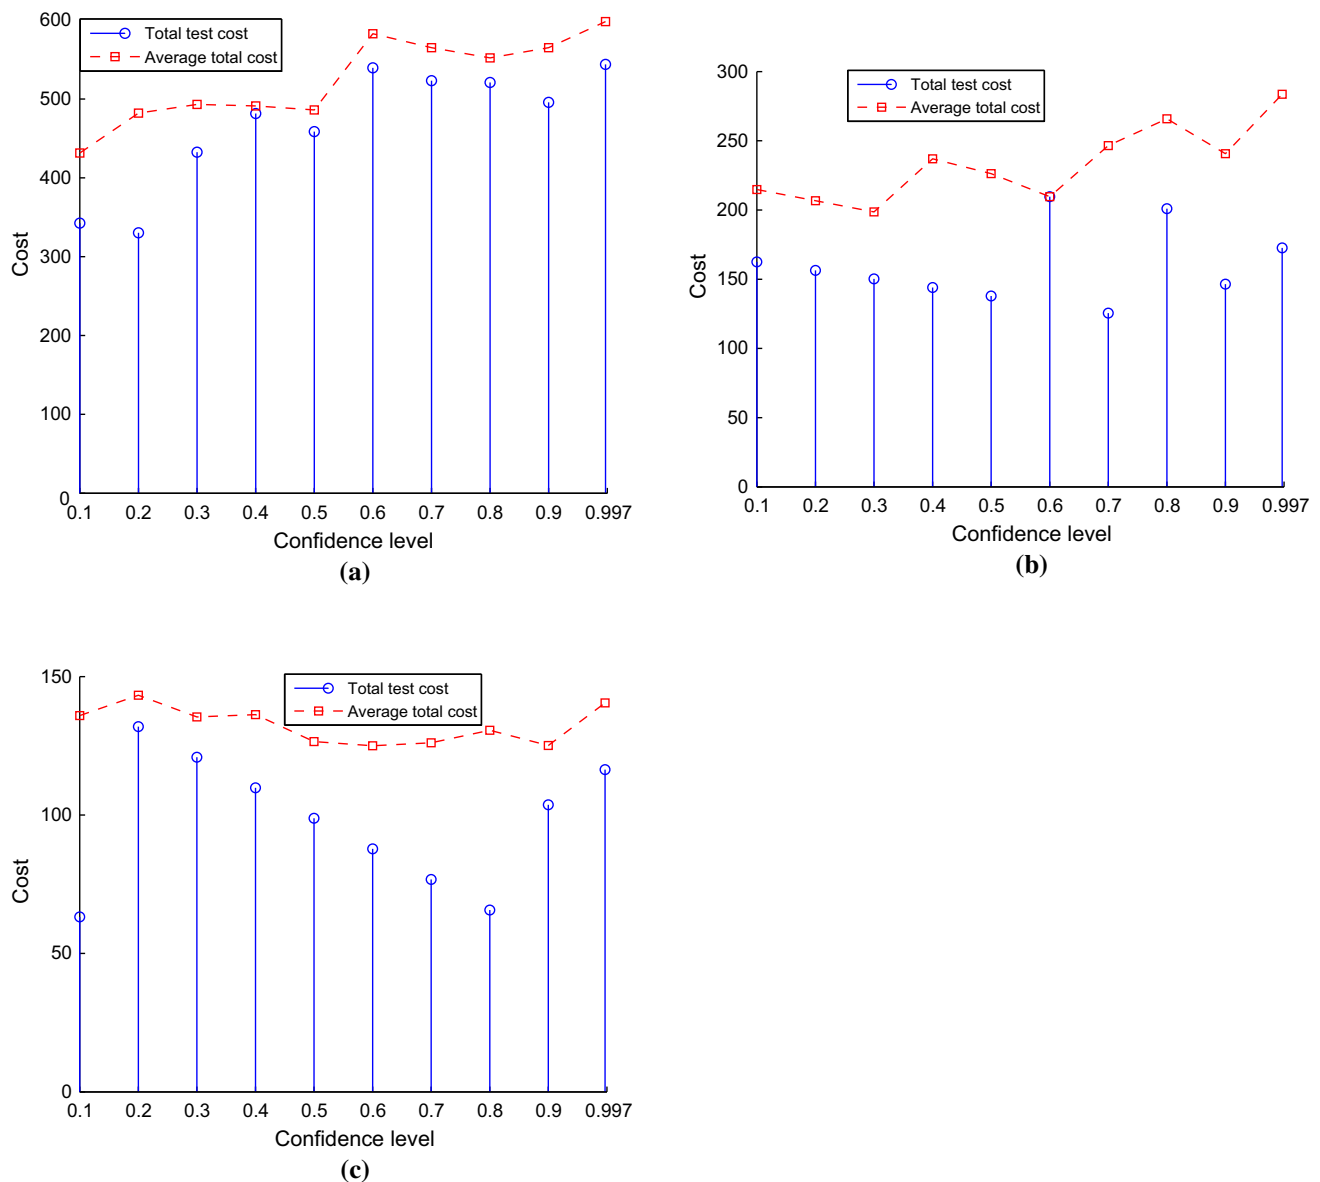 600
500
400
300
200
100
0
Cost
Total test cost
Average total cost
0.1 0.2 0.3 0.4 0.5 0.6 0.7 0.8 0.9 0.997
Confidence level
(a)
300
250
200
150
100
50
0
Cost
Total test cost
Average total cost
0.1 0.2 0.3 0.4 0.5 0.6 0.7 0.8 0.9 0.997
Confidence level
(b)
150
100
50
0
Cost
Total test cost
Average total cost
0.1 0.2 0.3 0.4 0.5 0.6 0.7 0.8 0.9 0.997
Confidence level
(c)